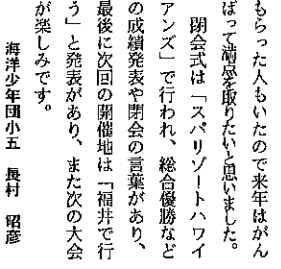 もらった人もいたので来年はがん
ばって満足を取りたいと思いました。
閉会式は「スパリゾートハワイ
アンズ」で行われ、総合優勝など
の成績発表や閉会の言葉があり、
最後に次回の開催地は「福井で行
う」と発表があり、また次の大会
が楽しみです。
海洋少年団小五 長村 昭彦